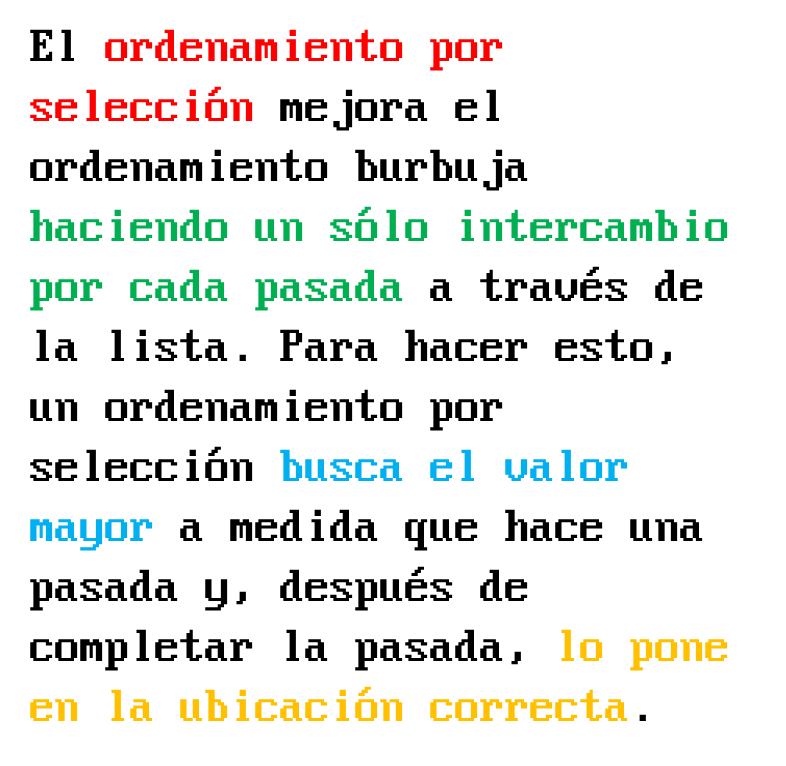 El ordenamiento por
selección mejora el
ordenamiento burbuja
haciendo un sólo intercambio
por cada pasada a través de
la lista. Para hacer esto,
un ordenamiento por
selección busca el valor
mayor a medida que hace una
pasada y, después de
completar la pasada, lo pone
en la ubicación correcta.